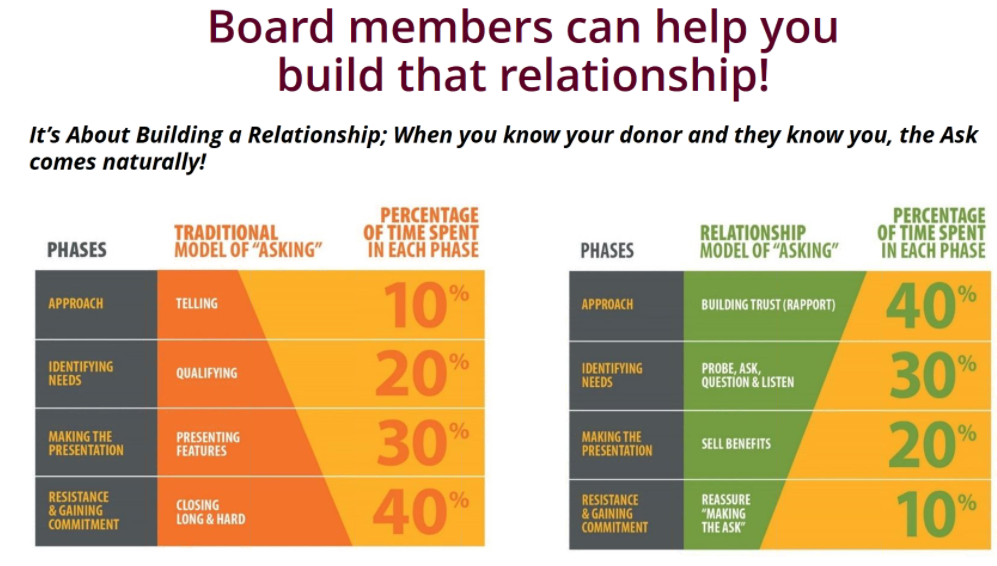 Board members can help you
build that relationship!
It's About Building a Relationship; When you know your donor and they know you, the Ask
comes naturally!
PHASES
TRADITIONAL
MODEL OF "ASKING"
PERCENTAGE
OF TIME SPENT
IN EACH PHASE
APPROACH
TELLING
10%
IDENTIFYING
NEEDS
QUALIFYING
20%
MAKING THE
PRESENTATION
PRESENTING
FEATURES
30%
RESISTANCE
& GAINING
COMMITMENT
CLOSING
LONG & HARD
40%
PHASES
RELATIONSHIP
MODEL OF "ASKING"
PERCENTAGE
OF TIME SPENT
IN EACH PHASE
APPROACH
BUILDING TRUST (RAPPORT)
40%
IDENTIFYING
NEEDS
PROBE, ASK,
QUESTION & LISTEN
30%
MAKING THE
PRESENTATION
SELL BENEFITS
20%
RESISTANCE
& GAINING
COMMITMENT
REASSURE
"MAKING
THE ASK"
10%